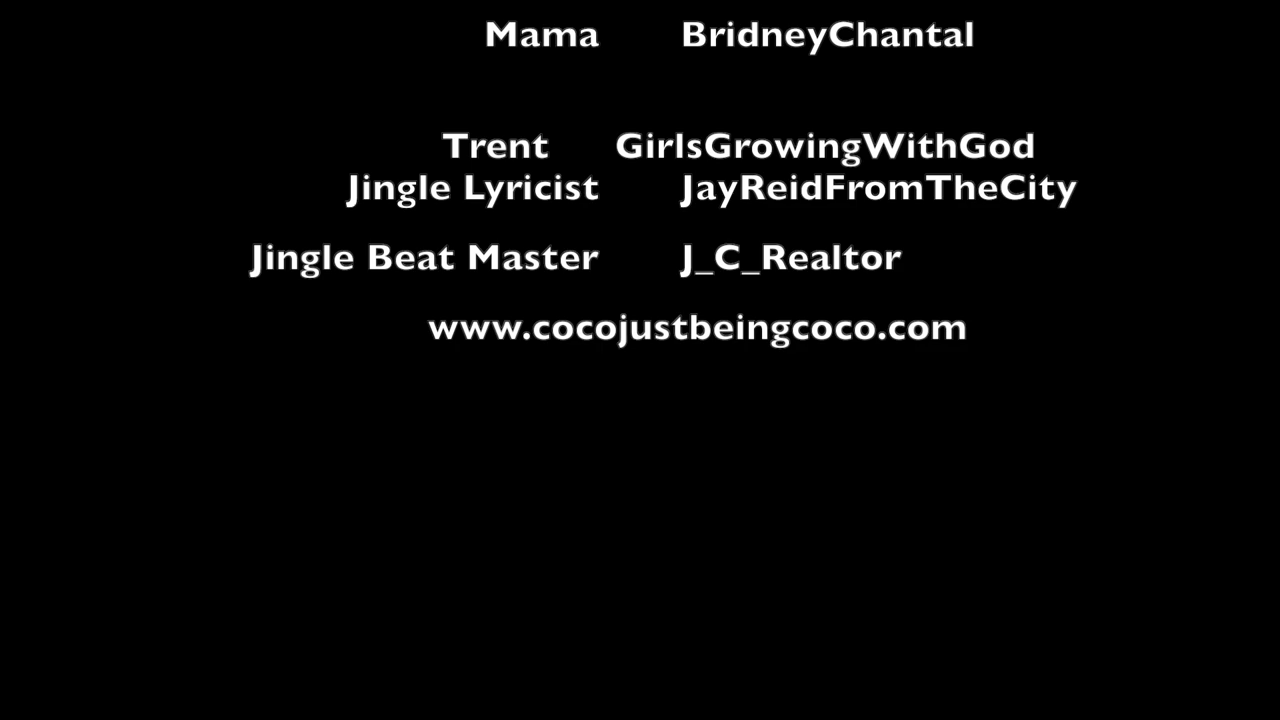 Mama BridneyChantal
Trent GirlsGrowingWithGod
Jingle Lyricist JayReidFromTheCity
Jingle Beat Master J_C_Realtor
www.cocojustbeingcoco.com